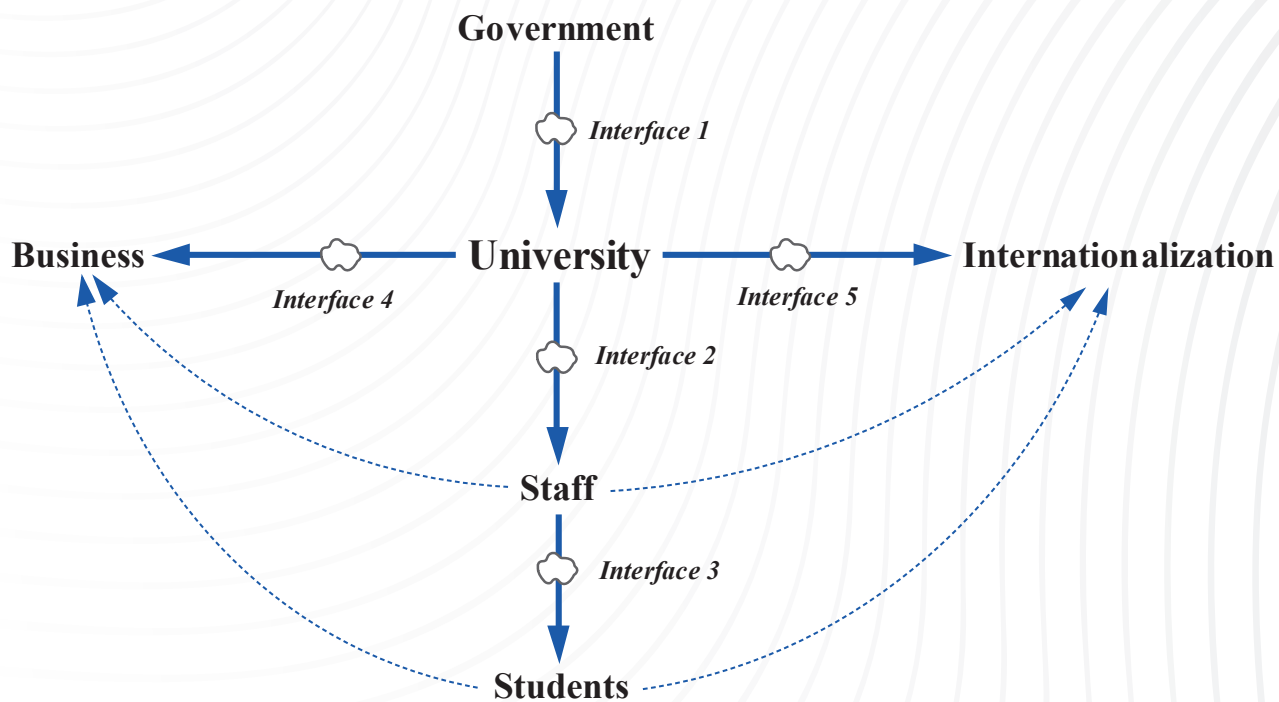 Government
Interface 1
Business
University
Internationalization
Interface 4
Interface 5
Interface 2
Staff
Interface 3
Students